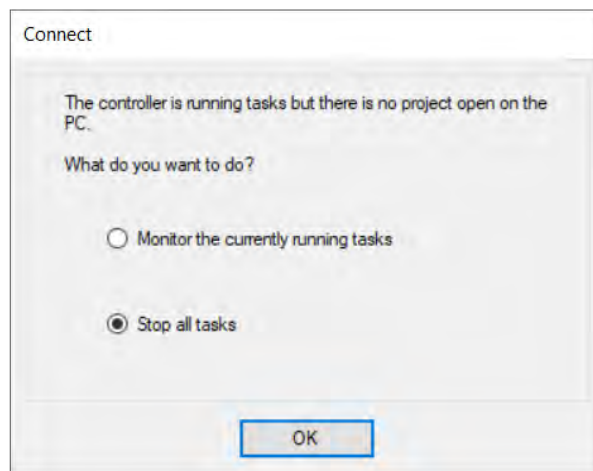 Connect
The controller is running tasks but there is no project open on the
PC.
What do you want to do?
Monitor the currently running tasks
Stop all tasks
OK